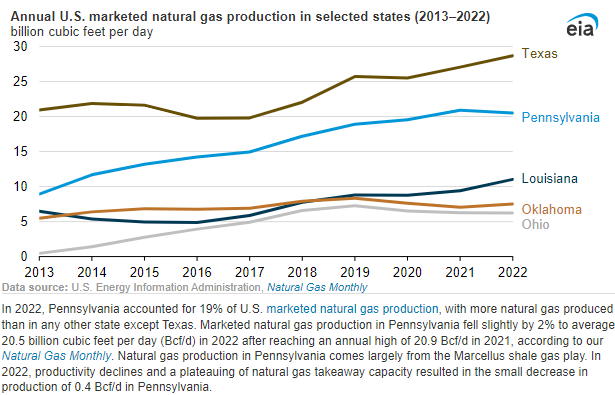 Annual U.S. marketed natural gas production in selected states (2013–2022)
billion cubic feet per day
eia
30
25
20
15
10
5
0
Texas
Pennsylvania
Louisiana
Oklahoma
Ohio
2013 2014 2015 2016 2017 2018 2019 2020 2021 2022
Data source: U.S. Energy Information Administration, Natural Gas Monthly
In 2022, Pennsylvania accounted for 19% of U.S. marketed natural gas production, with more natural gas produced
than in any other state except Texas. Marketed natural gas production in Pennsylvania fell slightly by 2% to average
20.5 billion cubic feet per day (Bcf/d) in 2022 after reaching an annual high of 20.9 Bcf/d in 2021, according to our
Natural Gas Monthly. Natural gas production in Pennsylvania comes largely from the Marcellus shale gas play. In
2022, productivity declines and a plateauing of natural gas takeaway capacity resulted in the small decrease in
production of 0.4 Bcf/d in Pennsylvania.